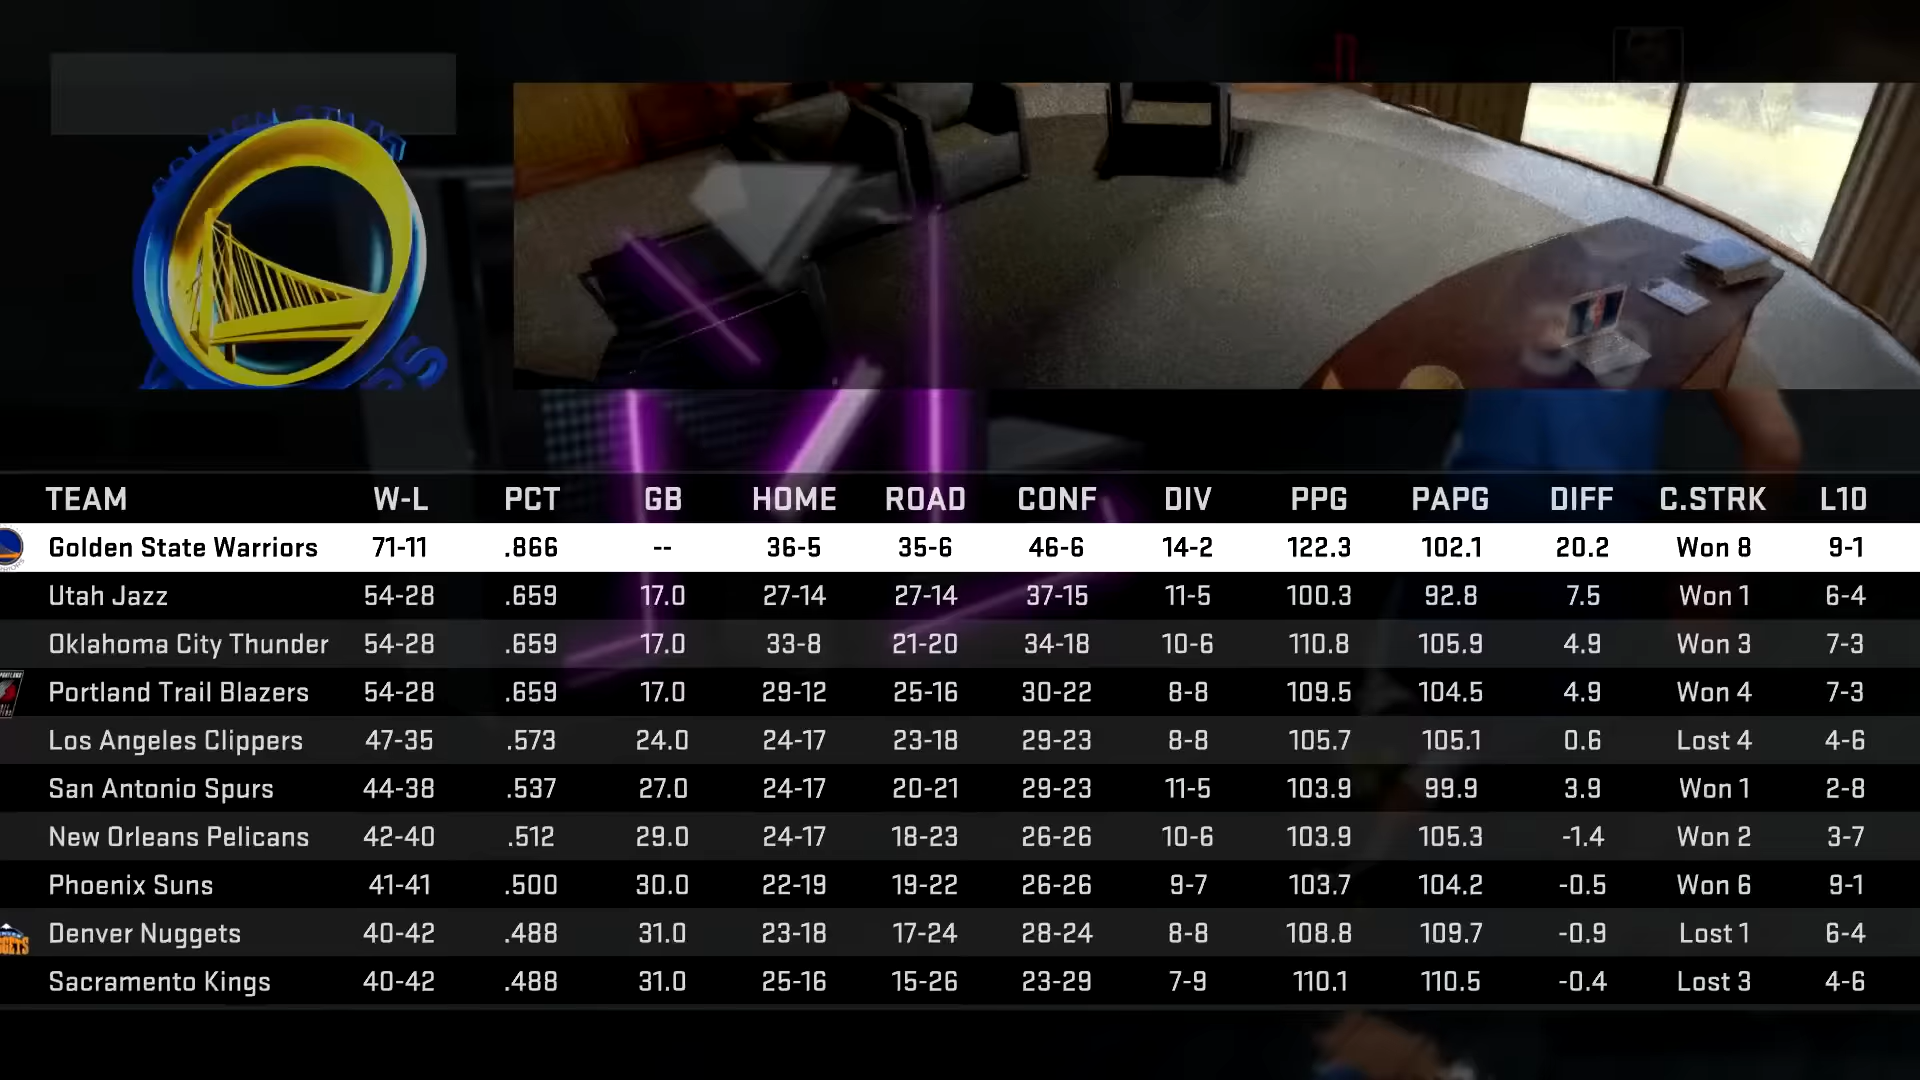 TEAM W-L PCT GB HOME ROAD CONF DIV PPG PAPG DIFF C.STRK L10
Golden State Warriors 71-11 .866 -- 36-5 35-6 46-6 14-2 122.3 102.1 20.2 Won 8 9-1
Utah Jazz 54-28 .659 17.0 27-14 27-14 37-15 11-5 100.3 92.8 7.5 Won 1 6-4
Oklahoma City Thunder 54-28 .659 17.0 33-8 21-20 34-18 10-6 110.8 105.9 4.9 Won 3 7-3
Portland Trail Blazers 54-28 .659 17.0 29-12 25-16 30-22 8-8 109.5 104.5 4.9 Won 4 7-3
Los Angeles Clippers 47-35 .573 24.0 24-17 23-18 29-23 8-8 105.7 105.1 0.6 Lost 4 4-6
San Antonio Spurs 44-38 .537 27.0 24-17 20-21 29-23 11-5 103.9 99.9 3.9 Won 1 2-8
New Orleans Pelicans 42-40 .512 29.0 24-17 18-23 26-26 10-6 103.9 105.3 -1.4 Won 2 3-7
Phoenix Suns 41-41 .500 30.0 22-19 19-22 26-26 9-7 103.7 104.2 -0.5 Won 6 9-1
Denver Nuggets 40-42 .488 31.0 23-18 17-24 28-24 8-8 108.8 109.7 -0.9 Lost 1 6-4
Sacramento Kings 40-42 .488 31.0 25-16 15-26 23-29 7-9 110.1 110.5 -0.4 Lost 3 4-6